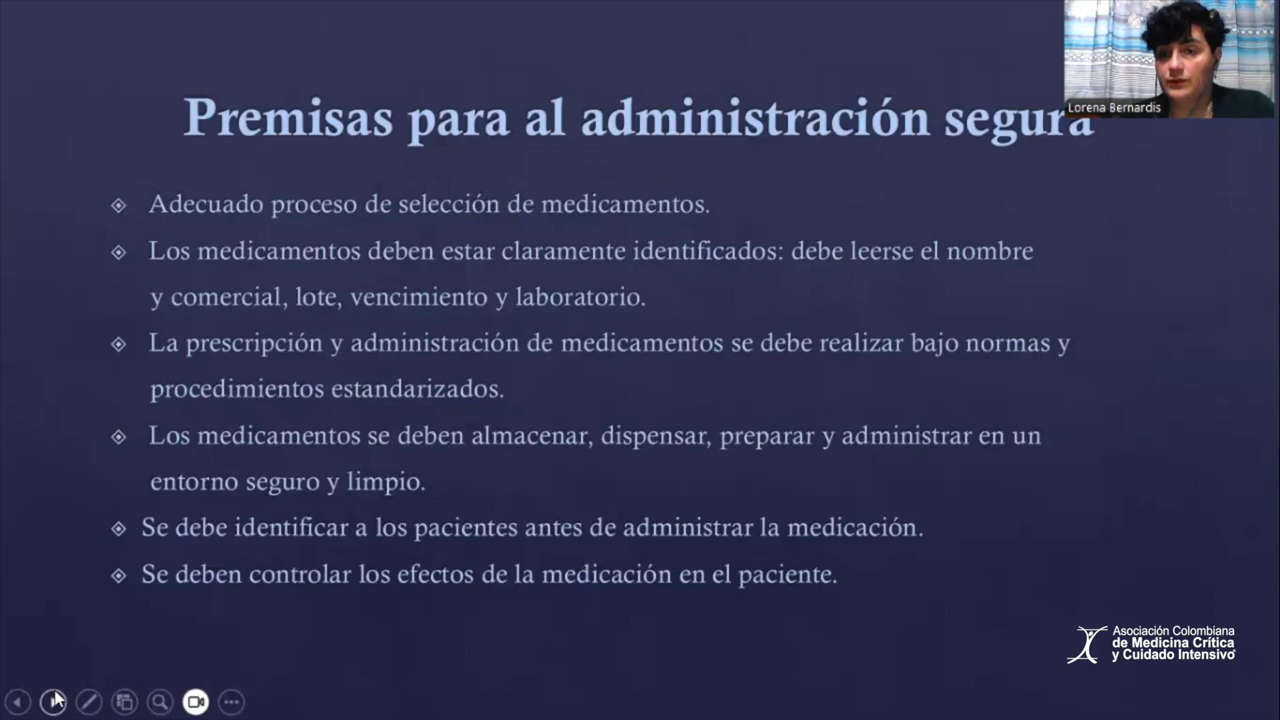 Lorena Bernardis
Premisas para al administración segura
Adecuado proceso de selección de medicamentos.
Los medicamentos deben estar claramente identificados: debe leerse el nombre
y comercial, lote, vencimiento y laboratorio.
La prescripción y administración de medicamentos se debe realizar bajo normas y
procedimientos estandarizados.
Los medicamentos se deben almacenar, dispensar, preparar y administrar en un
entorno seguro y limpio.
Se debe identificar a los pacientes antes de administrar la medicación.
Se deben controlar los efectos de la medicación en el paciente.
Asociación Colombiana
de Medicina Crítica
y Cuidado Intensivo